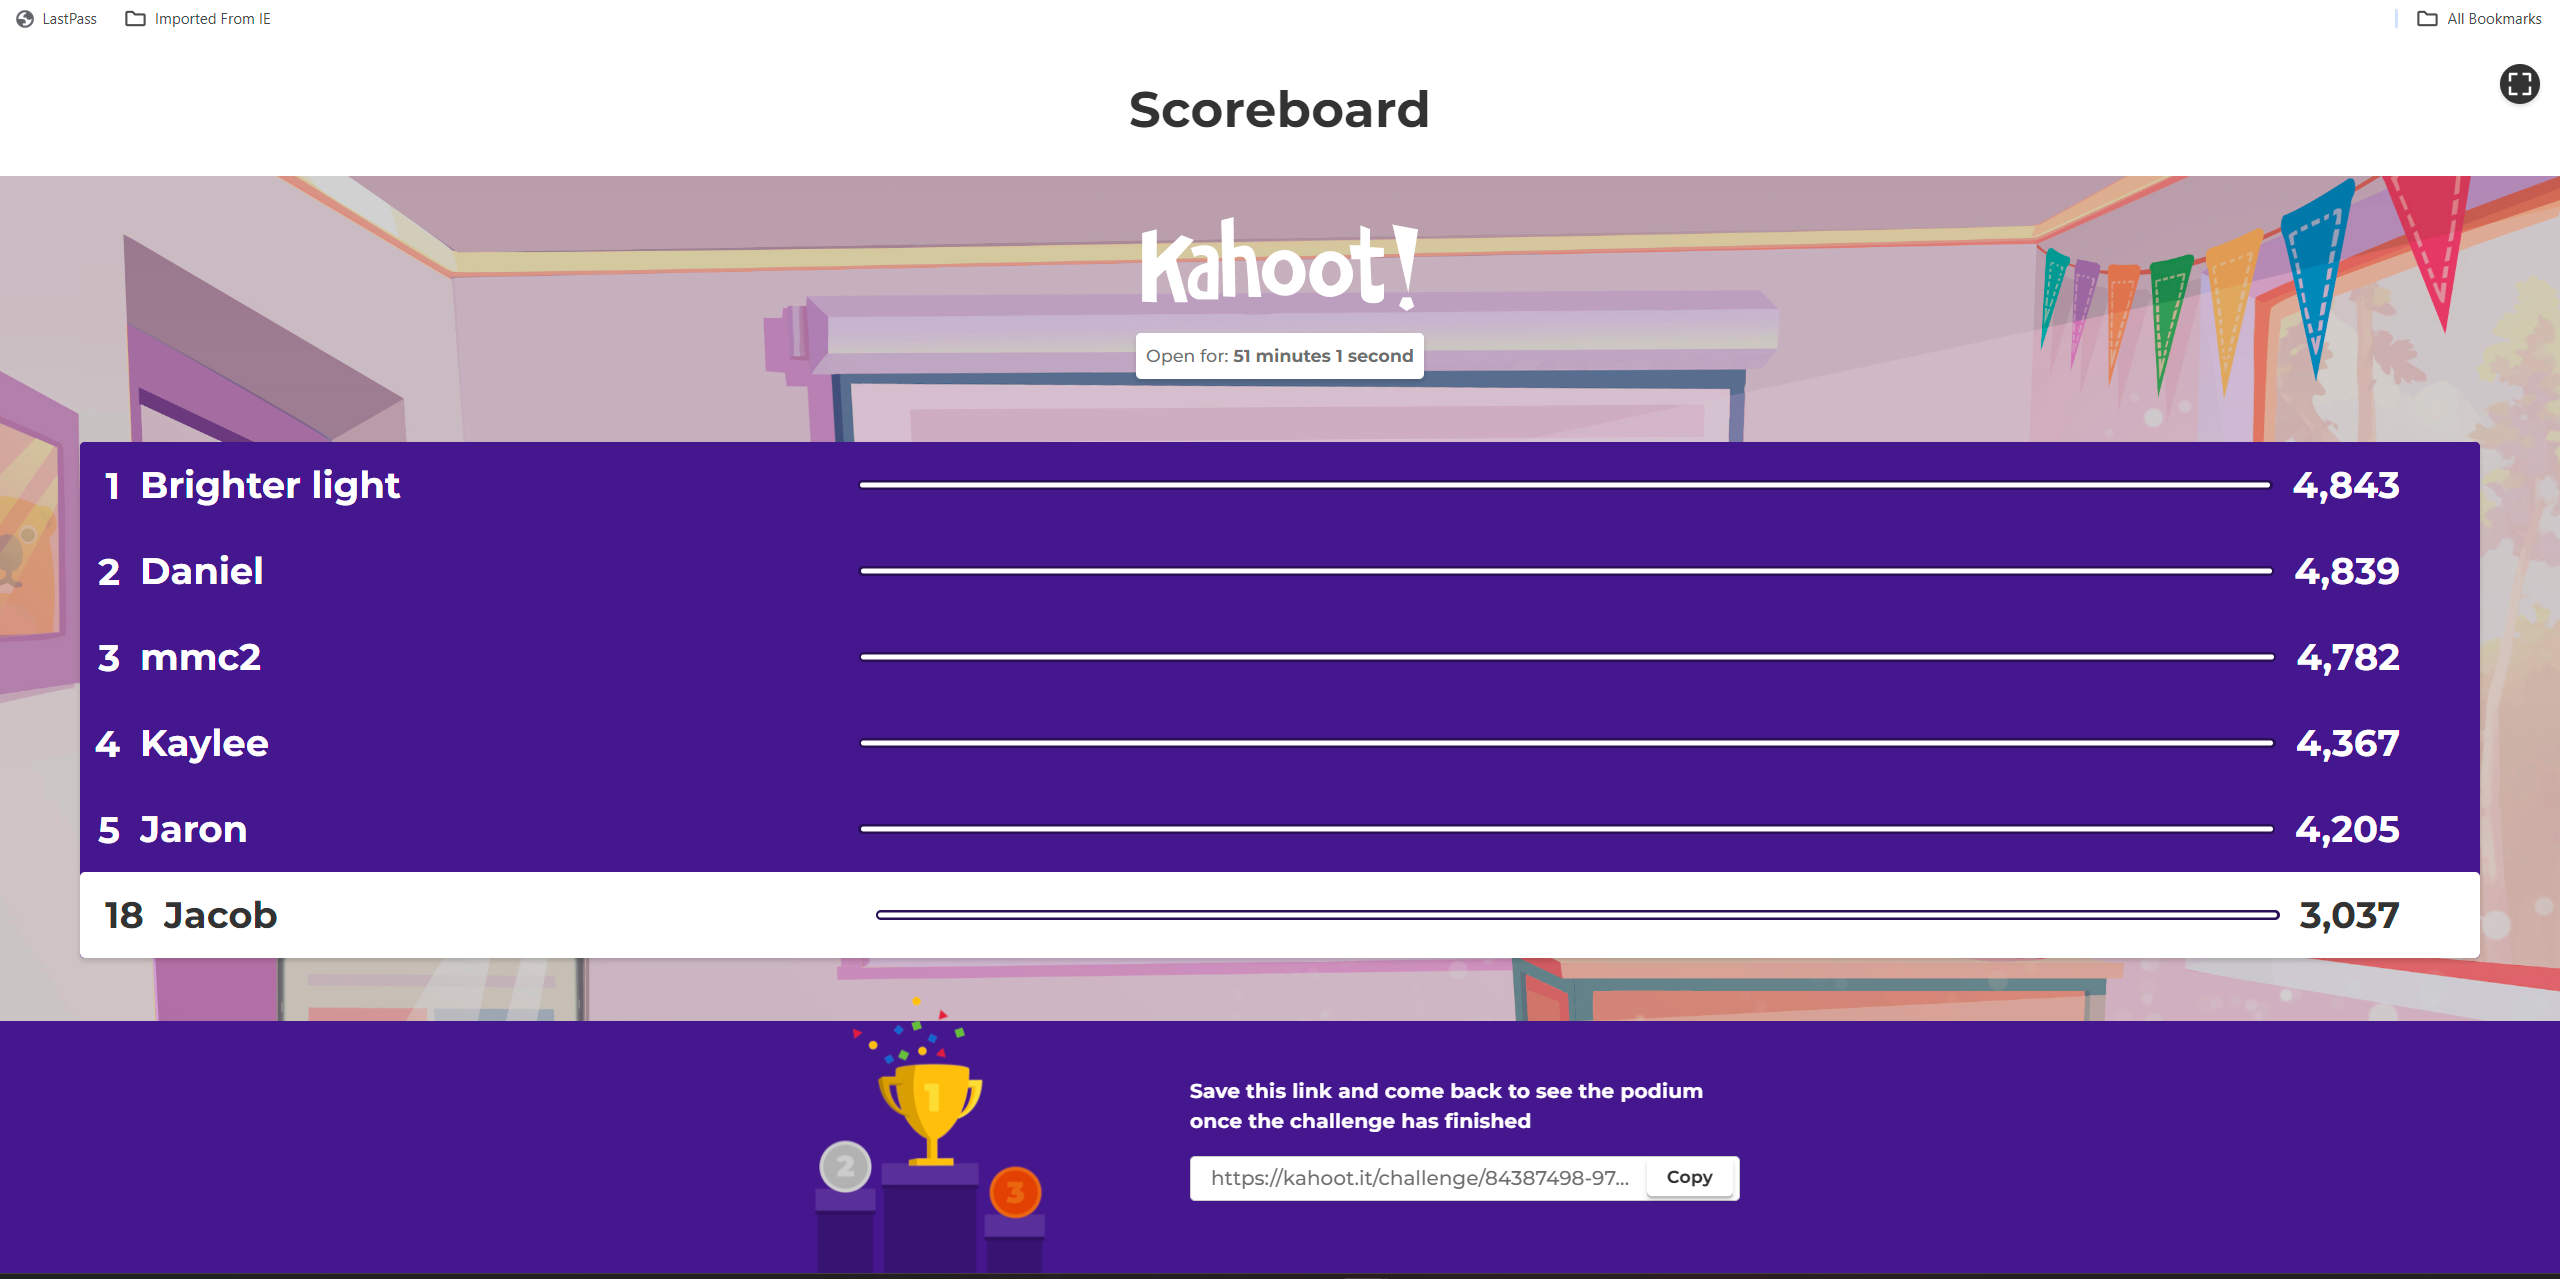 LastPass Imported From IE All Bookmarks
Scoreboard
Kahoot!
Open for: 51 minutes 1 second
1 Brighter light 4,843
2 Daniel 4,839
3 mmc2 4,782
4 Kaylee 4,367
5 Jaron 4,205
18 Jacob 3,037
1
2
3
Save this link and come back to see the podium
once the challenge has finished
https://kahoot.it/challenge/84387498-97... Copy